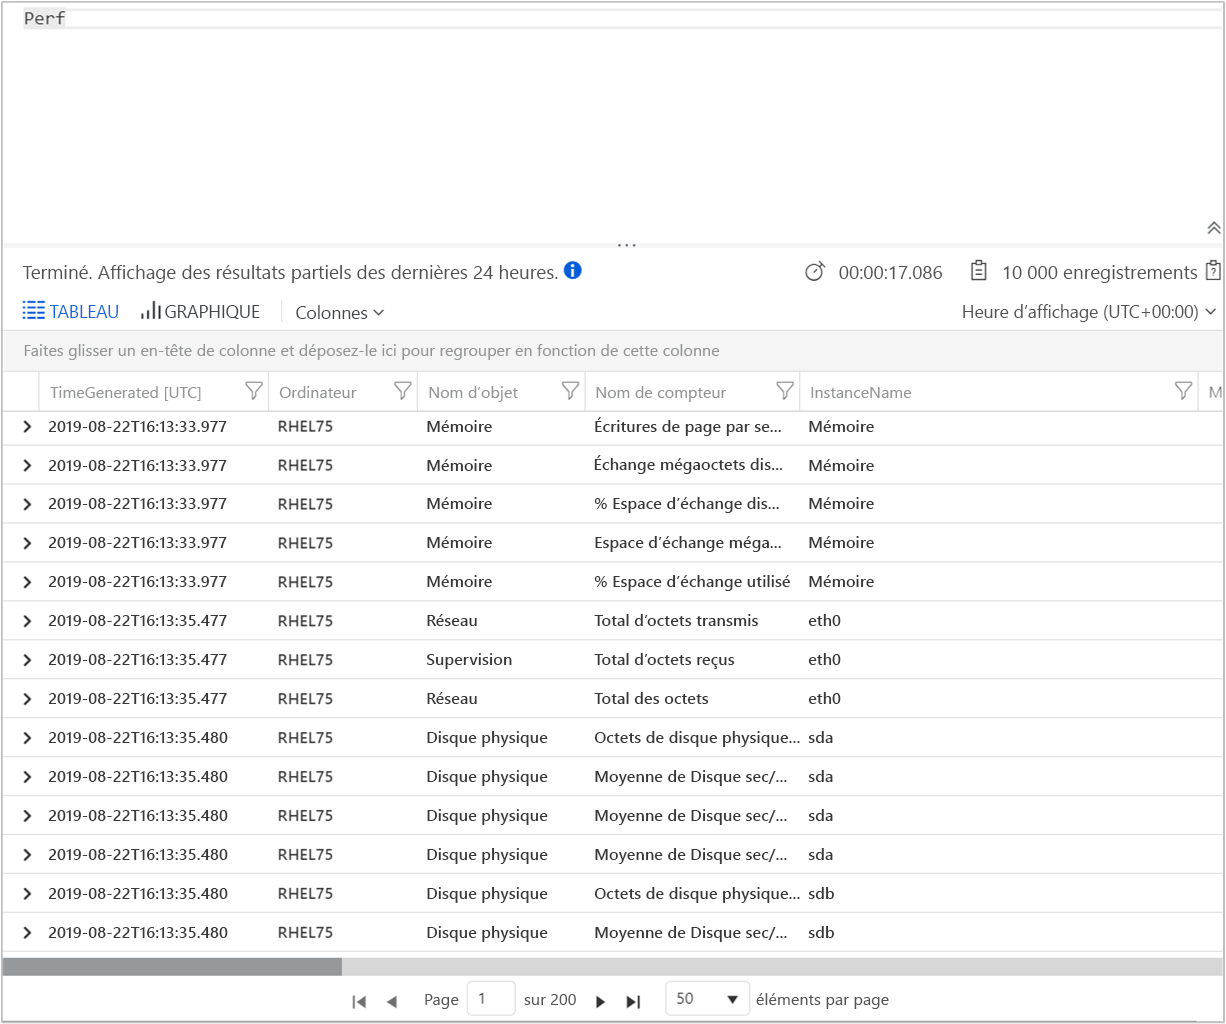 Perf
Terminé. Affichage des résultats partiels des dernières 24 heures. 00:00:17.086 10 000 enregistrements
TABLEAU GRAPHIQUE Colonnes Heure d’affichage (UTC+00:00)
Faites glisser un en-tête de colonne et déposez-le ici pour regrouper en fonction de cette colonne
TimeGenerated [UTC] Ordinateur Nom d’objet Nom de compteur InstanceName M
2019-08-22T16:13:33.977 RHEL75 Mémoire Écritures de page par se... Mémoire
2019-08-22T16:13:33.977 RHEL75 Mémoire Échange mégaoctets dis... Mémoire
2019-08-22T16:13:33.977 RHEL75 Mémoire % Espace d’échange dis... Mémoire
2019-08-22T16:13:33.977 RHEL75 Mémoire Espace d’échange méga... Mémoire
2019-08-22T16:13:33.977 RHEL75 Mémoire % Espace d’échange utilisé Mémoire
2019-08-22T16:13:35.477 RHEL75 Réseau Total d’octets transmis eth0
2019-08-22T16:13:35.477 RHEL75 Supervision Total d’octets reçus eth0
2019-08-22T16:13:35.477 RHEL75 Réseau Total des octets eth0
2019-08-22T16:13:35.480 RHEL75 Disque physique Octets de disque physique... sda
2019-08-22T16:13:35.480 RHEL75 Disque physique Moyenne de Disque sec/... sda
2019-08-22T16:13:35.480 RHEL75 Disque physique Moyenne de Disque sec/... sda
2019-08-22T16:13:35.480 RHEL75 Disque physique Moyenne de Disque sec/... sda
2019-08-22T16:13:35.480 RHEL75 Disque physique Octets de disque physique... sdb
2019-08-22T16:13:35.480 RHEL75 Disque physique Moyenne de Disque sec/... sdb
Page 1 sur 200 50 éléments par page